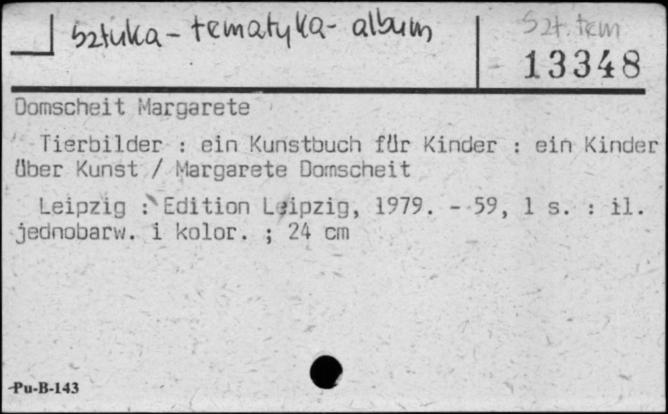 Sztuka - tematyka - album
Szt. tem
13348
Domscheit Margarete
Tierbilder : ein Kunstbuch für Kinder : ein Kinder
über Kunst / Margarete Domscheit
Leipzig : Edition Leipzig, 1979. - 59, 1 s. : il.
jednobarw. i kolor. ; 24 cm
Pu-B-143